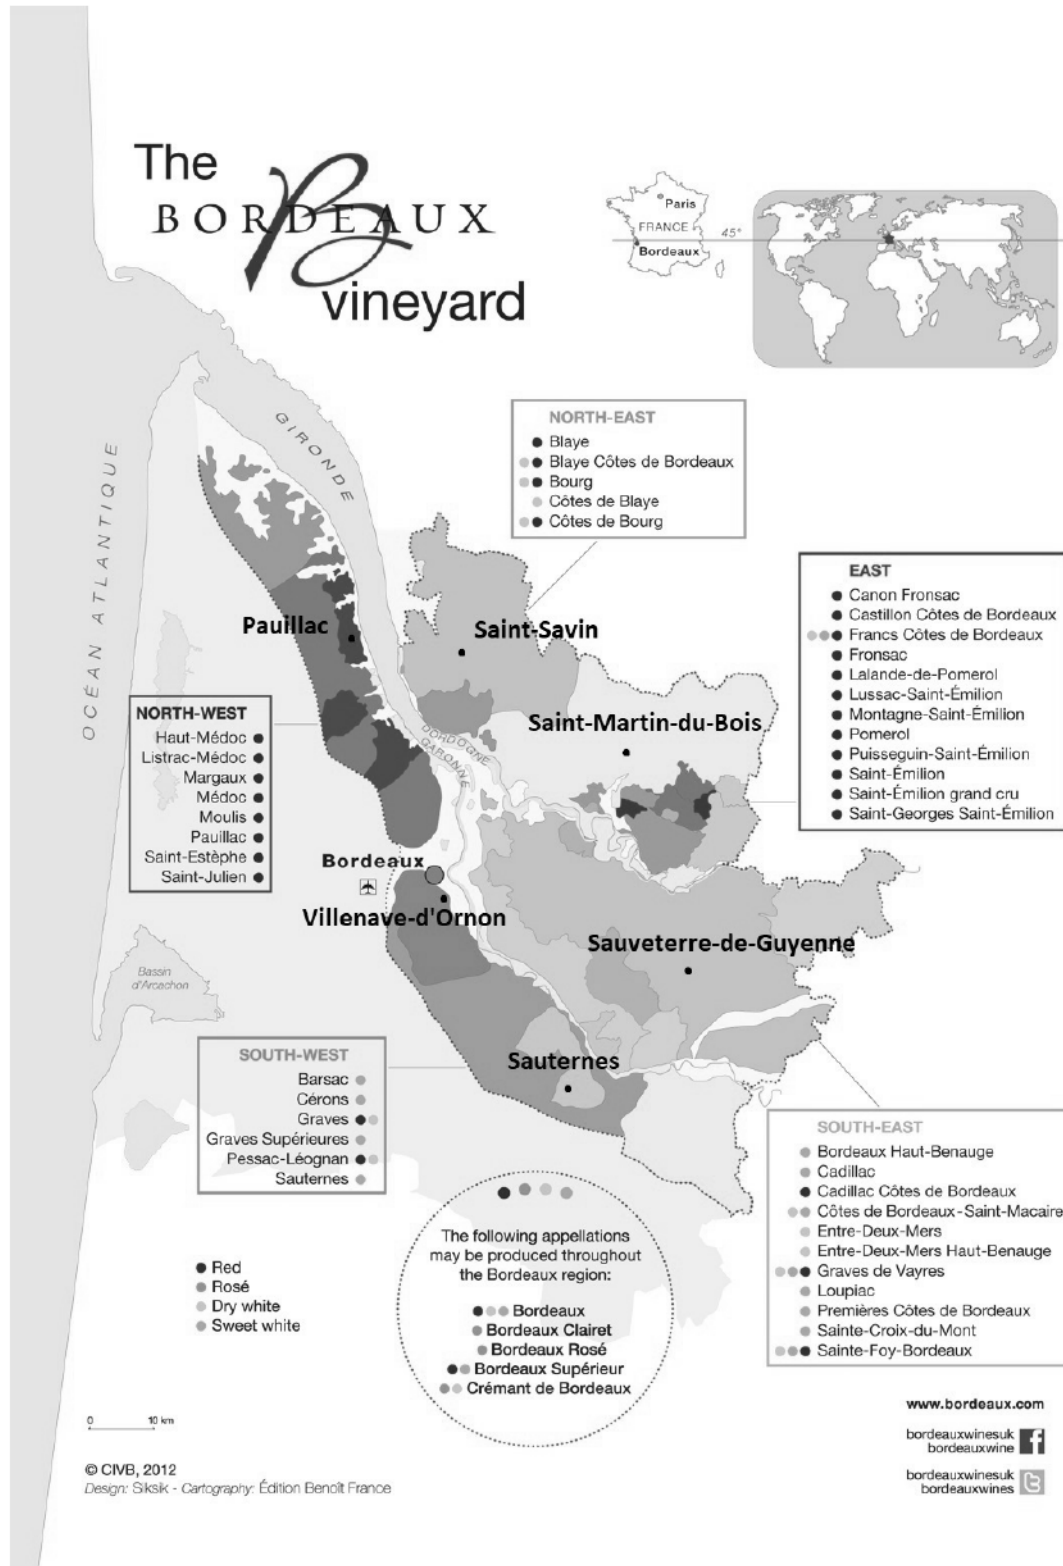 The
BORDEAUX
vineyard
Paris
FRANCE
45°
Bordeaux
OCÉAN ATLANTIQUE
GIRONDE
NORTH-EAST
Blaye
Blaye Côtes de Bordeaux
Bourg
Côtes de Blaye
Côtes de Bourg
EAST
Canon Fronsac
Castillon Côtes de Bordeaux
Francs Côtes de Bordeaux
Fronsac
Lalande-de-Pomerol
Lussac-Saint-Émilion
Montagne-Saint-Émilion
Pomerol
Puisseguin-Saint-Émilion
Saint-Émilion
Saint-Émilion grand cru
Saint-Georges Saint-Émilion
Pauillac
Saint-Savin
Saint-Martin-du-Bois
DORDOGNE
GARONNE
NORTH-WEST
Haut-Médoc
Listrac-Médoc
Margaux
Médoc
Moulis
Pauillac
Saint-Estèphe
Saint-Julien
Bordeaux
Villenave-d'Ornon
Sauveterre-de-Guyenne
Bassin
d'Arcachon
Sauternes
SOUTH-WEST
Barsac
Cérons
Graves
Graves Supérieures
Pessac-Léognan
Sauternes
SOUTH-EAST
Bordeaux Haut-Benauge
Cadillac
Cadillac Côtes de Bordeaux
Côtes de Bordeaux-Saint-Macaire
Entre-Deux-Mers
Entre-Deux-Mers Haut-Benauge
Graves de Vayres
Loupiac
Premières Côtes de Bordeaux
Sainte-Croix-du-Mont
Sainte-Foy-Bordeaux
Red
Rosé
Dry white
Sweet white
The following appellations
may be produced throughout
the Bordeaux region:
Bordeaux
Bordeaux Clairet
Bordeaux Rosé
Bordeaux Supérieur
Crémant de Bordeaux
0 10 km
© CIVB, 2012
Design: Siksik - Cartography: Édition Benoît France
www.bordeaux.com
bordeauxwinesuk
bordeauxwine
f
bordeauxwinesuk
bordeauxwines
t